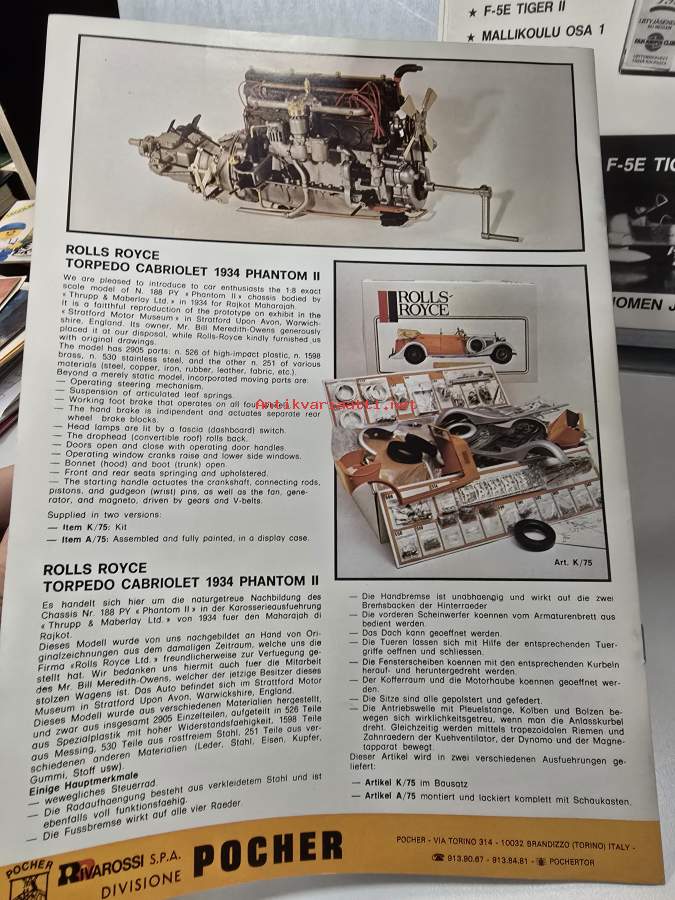 ★ F-5E TIGER II
★ MALLIKOULU OSA 1
F-5E TIG
ROLLS ROYCE
TORPEDO CABRIOLET 1934 PHANTOM II
We are pleased to introduce to car enthusiasts the 1:8 exact
scale model of N. 188 PY « Phantom II » chassis bodied by
« Thrupp & Maberlay Ltd. » in 1934 for Rajkot Maharajah.
It is a faithful reproduction of the prototype on exhibit in the
« Stratford Motor Museum » in Stratford Upon Avon, Warwich-
shire, England. Its owner, Mr. Bill Meredith-Owens generously
placed it at our disposal, while Rolls-Royce kindly furnished us
with original drawings.
The model has 2905 parts: n. 526 of high-impact plastic, n. 1598
brass, n. 530 stainless steel, and the other n. 251 of various
materials (steel, copper, iron, rubber, leather, fabric, etc.).
Beyond a merely static model, incorporated moving parts are:
— Operating steering mechanism.
— Suspension of articulated leaf springs.
— Working foot brake that operates on all four
— The hand brake is indipendent and actuates separate rear
wheel brake blocks.
— Head lamps are lit by a fascia (dashboard) switch.
— The drophead (convertible roof) rolls back.
— Doors open and close with operating door handles.
— Operating window cranks raise and lower side windows.
— Bonnet (hood) and boot (trunk) open.
— Front and rear seats springing and upholstered.
— The starting handle actuates the crankshaft, connecting rods,
pistons, and gudgeon (wrist) pins, as well as the fan, gene-
rator, and magneto, driven by gears and V-belts.
Supplied in two versions:
— Item K/75: Kit
— Item A/75: Assembled and fully painted, in a display case.
ROLLS-
ROYCE
Antikvariaatti.net
Art. K/75
ROLLS ROYCE
TORPEDO CABRIOLET 1934 PHANTOM II
Es handelt sich hier um die naturgetreue Nachbildung des
Chassis Nr. 188 PY « Phantom II » in der Karosserieausfuehrung
« Thrupp & Maberlay Ltd. » von 1934 fuer den Maharajah di
Rajkot.
Dieses Modell wurde von uns nachgebildet an Hand von Ori-
ginalzeichnungen aus dem damaligen Zeitraum, welche uns die
Firma «Rolls Royce Ltd.» freundlicherweise zur Verfuegung ge-
stellt hat. Wir bedanken uns hiermit auch fuer die Mitarbeit
des Mr. Bill Meredith-Owens, welcher der jetzige Besitzer dieses
stolzen Wagens ist. Das Auto befindet sich im Stratford Motor
Museum in Stratford Upon Avon, Warwickshire, England.
Dieses Modell wurde aus verschiedenen Materialien hergestellt,
und zwar aus insgesamt 2905 Einzelteilen, aufgeteilt in 526 Teile
aus Spezialplastik mit hoher Widerstandsfaehigkeit, 1598 Teile
aus Messing, 530 Teile aus rostfreiem Stahl, 251 Teile aus ver-
schiedenen anderen Materialien (Leder, Stahl, Eisen, Kupfer,
Gummi, Stoff usw).
Einige Hauptmerkmale
— wewegliches Steuerrad.
— Die Radaufhaengung besteht aus verkleidetem Stahl und ist
ebenfalls voll funktionsfaehig.
— Die Fussbremse wirkt auf alle vier Raeder.
— Die Handbremse ist unabhaengig und wirkt auf die zwei
Bremsbacken der Hinterraeder
— Die vorderen Scheinwerfer koennen vom Armaturenbrett aus
bedient werden.
— Das Dach kann geoeffnet werden.
— Die Tueren lassen sich mit Hilfe der entsprechenden Tuer-
griffe oeffnen und schliessen.
— Die Fensterscheiben koennen mit den entsprechenden Kurbeln
herauf- und heruntergedreht werden.
— Der Kofferraum und die Motorhaube koennen geoeffnet wer-
den.
— Die Sitze sind alle gepolstert und gefedert.
— Die Antriebswelle mit Pleuelstange, Kolben und Bolzen be-
wegen sich wirklichkeitsgetreu, wenn man die Anlasskurbel
dreht. Gleichzeitig werden mittels trapezoidalen Riemen und
Zahnraedern der Kuehventilator, der Dynamo und der Magne-
tapparat bewegt.
Dieser Artikel wird in zwei verschiedenen Ausfuehrungen ge-
liefert:
— Artikel K/75 im Bausatz
— Artikel A/75 montiert und lackiert komplett mit Schaukasten.
POCHER
RIVAROSSI S.P.A.
DIVISIONE POCHER
POCHER - VIA TORINO 314 - 10032 BRANDIZZO (TORINO) ITALY -
☎ 913.90.67 - 913.84.81 - POCHERTOR